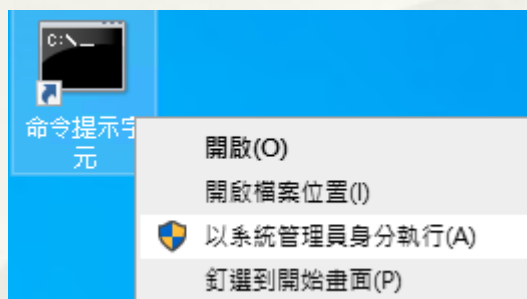 C:\_
命令提示字
元
開啟(O)
開啟檔案位置(I)
以系統管理員身分執行(A)
釘選到開始畫面(P)